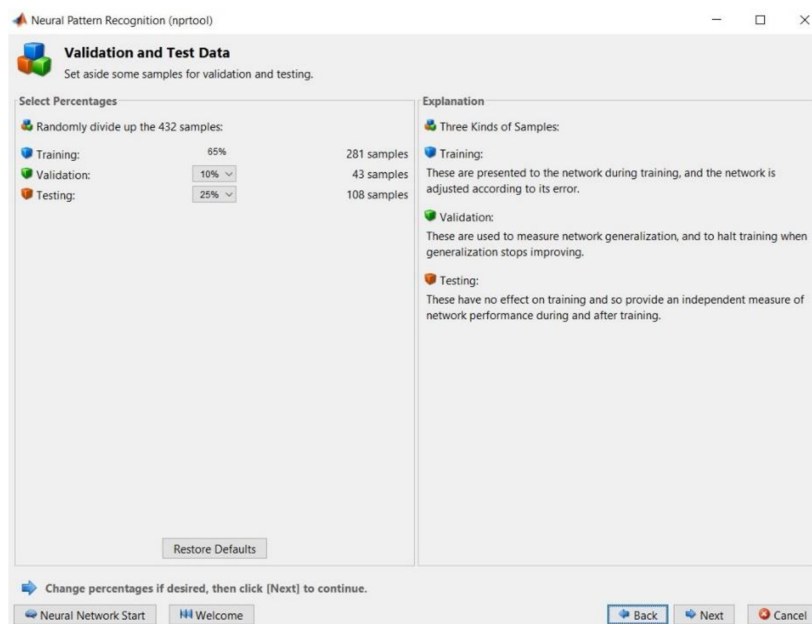 Neural Pattern Recognition (nprtool)
Validation and Test Data
Set aside some samples for validation and testing.
Select Percentages
Randomly divide up the 432 samples:
Training: 65% 281 samples
Validation: 10% 43 samples
Testing: 25% 108 samples
Restore Defaults
Explanation
Three Kinds of Samples:
Training:
These are presented to the network during training, and the network is
adjusted according to its error.
Validation:
These are used to measure network generalization, and to halt training when
generalization stops improving.
Testing:
These have no effect on training and so provide an independent measure of
network performance during and after training.
Change percentages if desired, then click [Next] to continue.
Neural Network Start Welcome Back Next Cancel